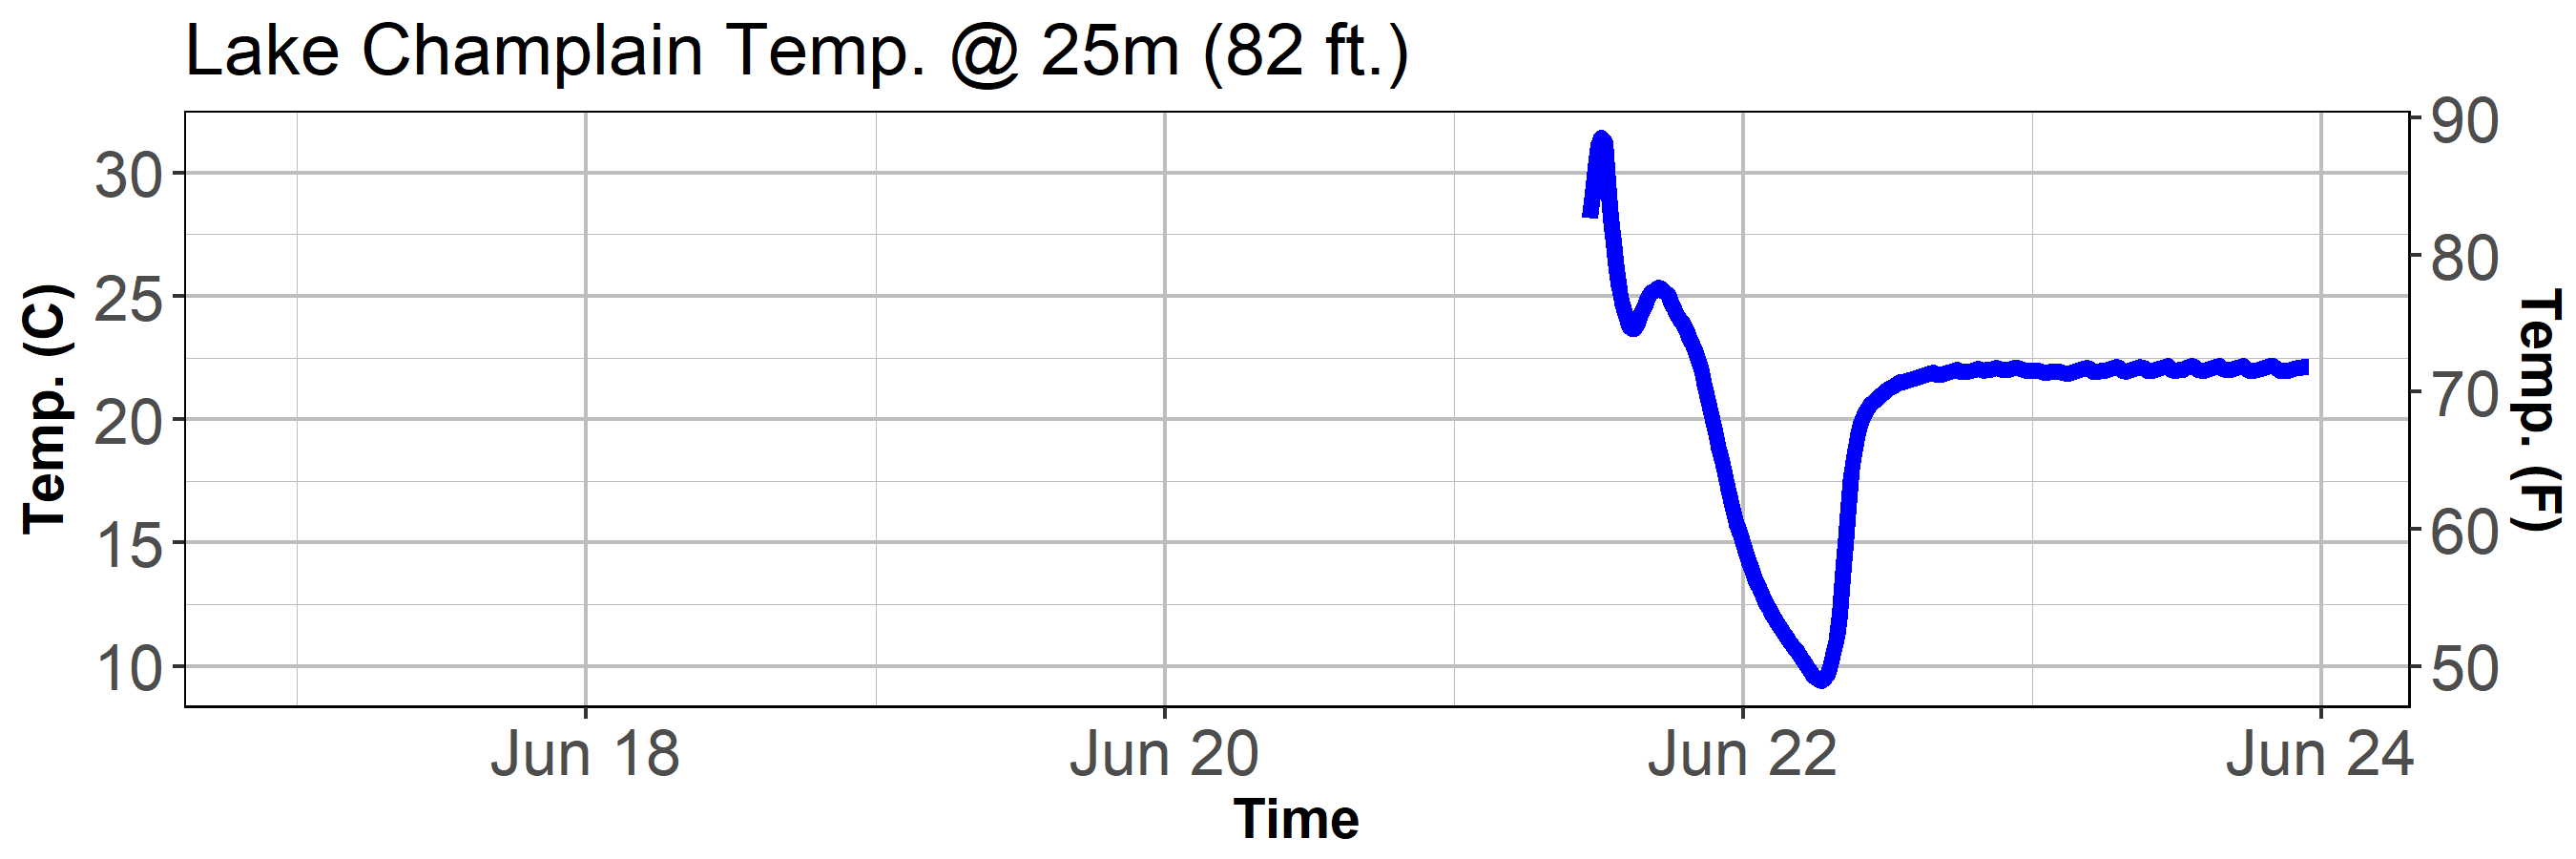 Lake Champlain Temp. @ 25m (82 ft.)
Temp. (C)
30
25
20
15
10
90
80
70
60
50
Temp. (F)
Jun 18
Jun 20
Jun 22
Jun 24
Time